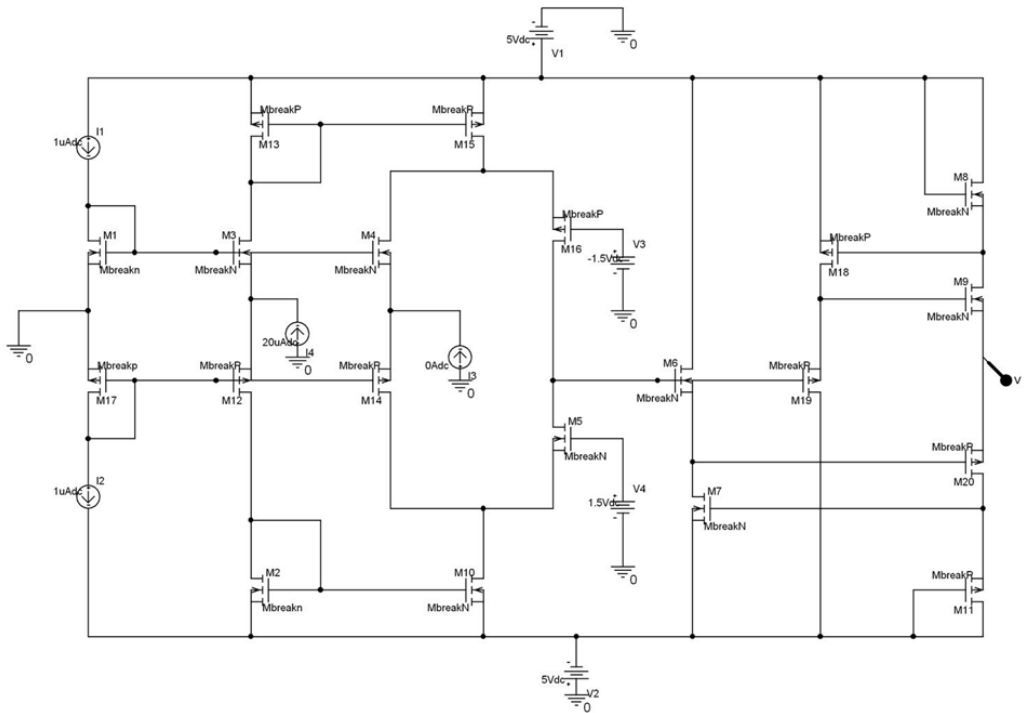 -
5Vdc
+
V1
0
MbreakP
M13
MbreakP
M15
I1
1uAdc
M1
Mbreakn
M3
MbreakN
M4
MbreakN
MbreakP
M16
V3
+
-1.5Vdc
-
0
M8
MbreakN
MbreakP
M18
M9
MbreakN
0
20uAdc
I4
0
0Adc
I3
0
Mbreakp
M17
MbreakP
M12
MbreakP
M14
M6
MbreakN
MbreakP
M19
V
M5
MbreakN
V4
+
1.5Vdc
-
0
M7
MbreakN
MbreakP
M20
I2
1uAdc
M2
Mbreakn
M10
MbreakN
MbreakP
M11
-
5Vdc
+
V2
0